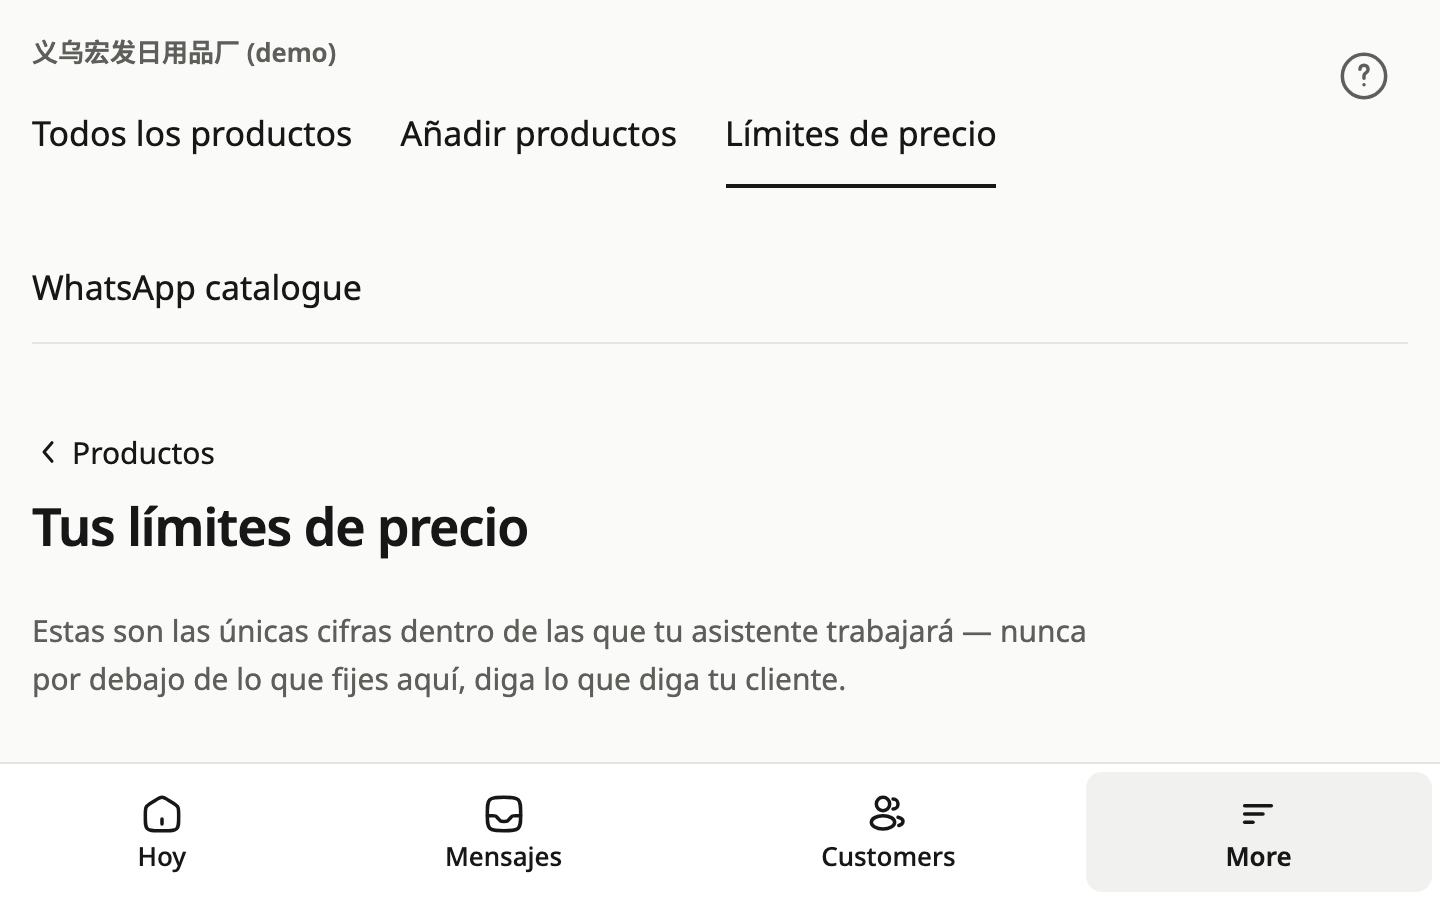 义乌宏发日用品厂 (demo)
Todos los productos
Añadir productos
Límites de precio
WhatsApp catalogue
Productos
Tus límites de precio
Estas son las únicas cifras dentro de las que tu asistente trabajará — nunca
por debajo de lo que fijes aquí, diga lo que diga tu cliente.
Hoy
Mensajes
Customers
More